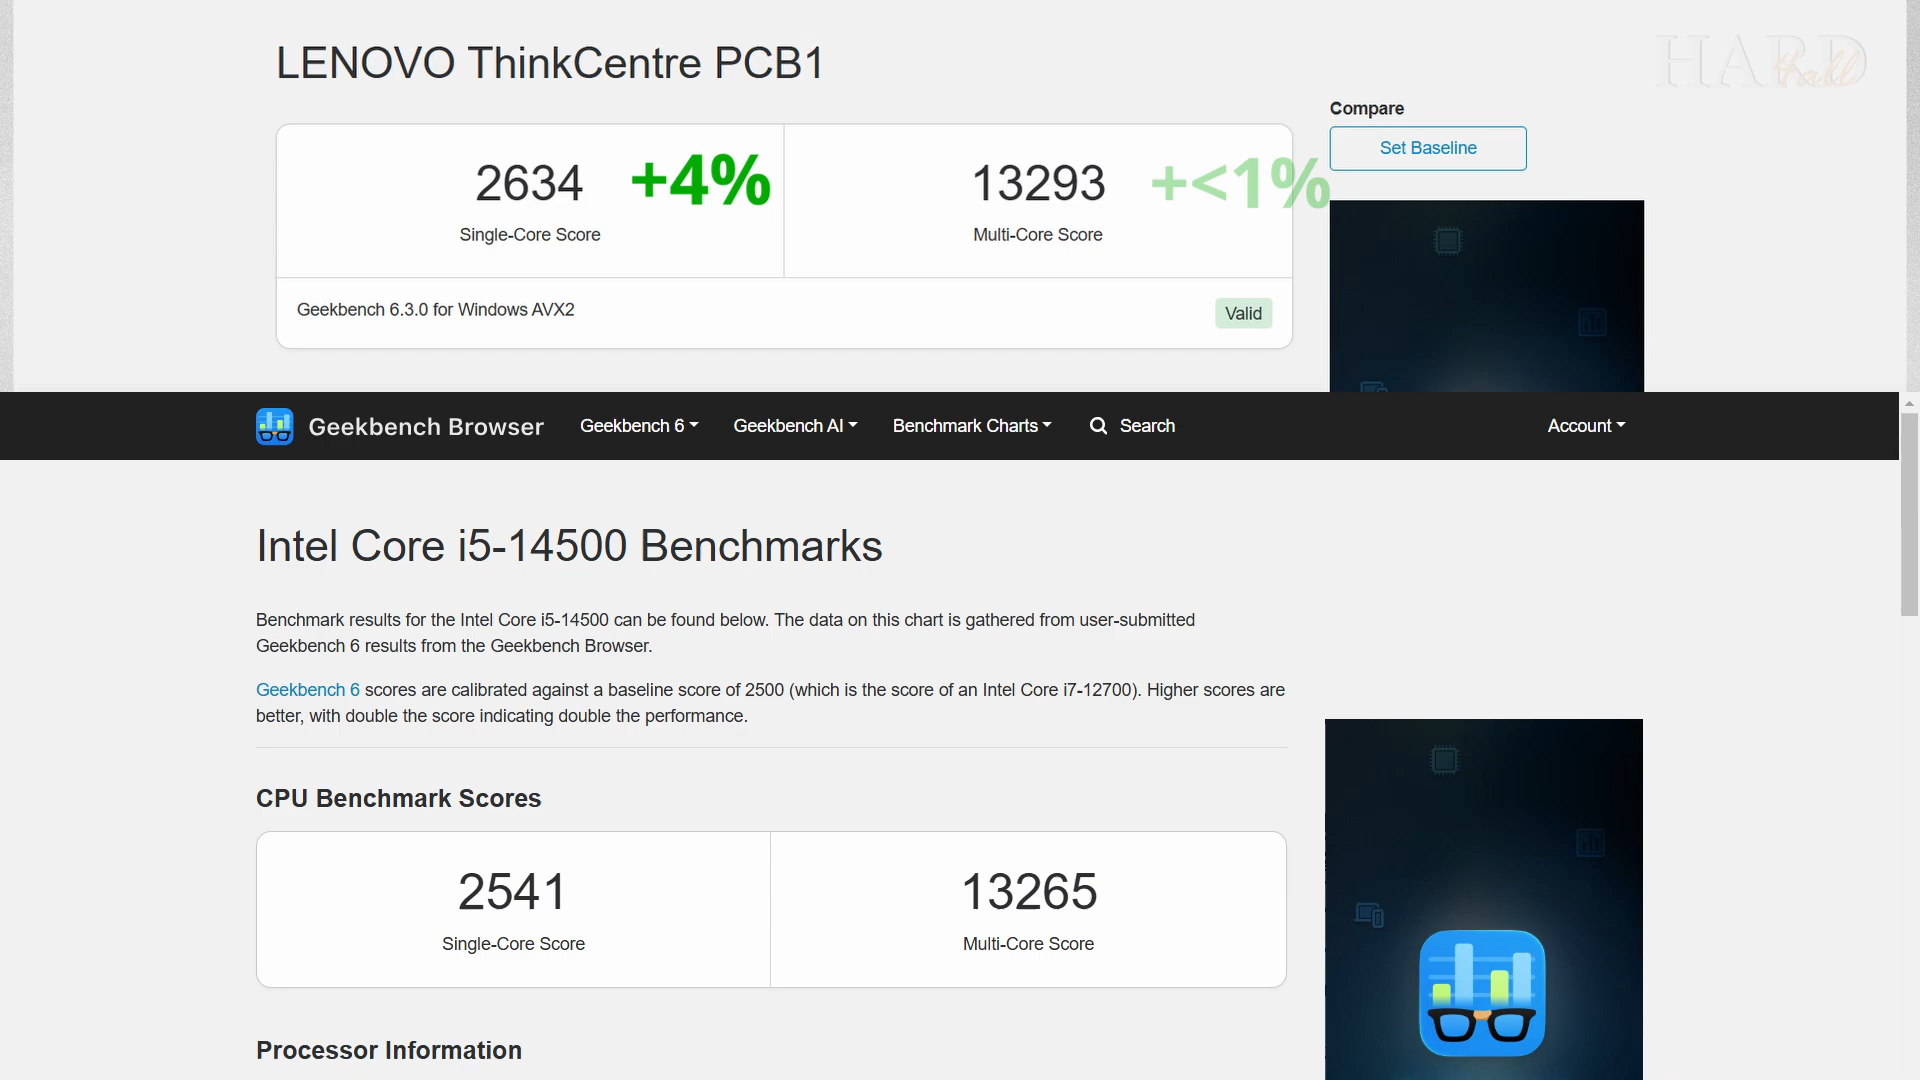 LENOVO ThinkCentre PCB1
HARD
thall
Compare
Set Baseline
2634 +4%
Single-Core Score
13293 +<1%
Multi-Core Score
Geekbench 6.3.0 for Windows AVX2
Valid
Geekbench Browser Geekbench 6 Geekbench AI Benchmark Charts Search Account
Intel Core i5-14500 Benchmarks
Benchmark results for the Intel Core i5-14500 can be found below. The data on this chart is gathered from user-submitted
Geekbench 6 results from the Geekbench Browser.
Geekbench 6 scores are calibrated against a baseline score of 2500 (which is the score of an Intel Core i7-12700). Higher scores are
better, with double the score indicating double the performance.
CPU Benchmark Scores
2541
Single-Core Score
13265
Multi-Core Score
Processor Information